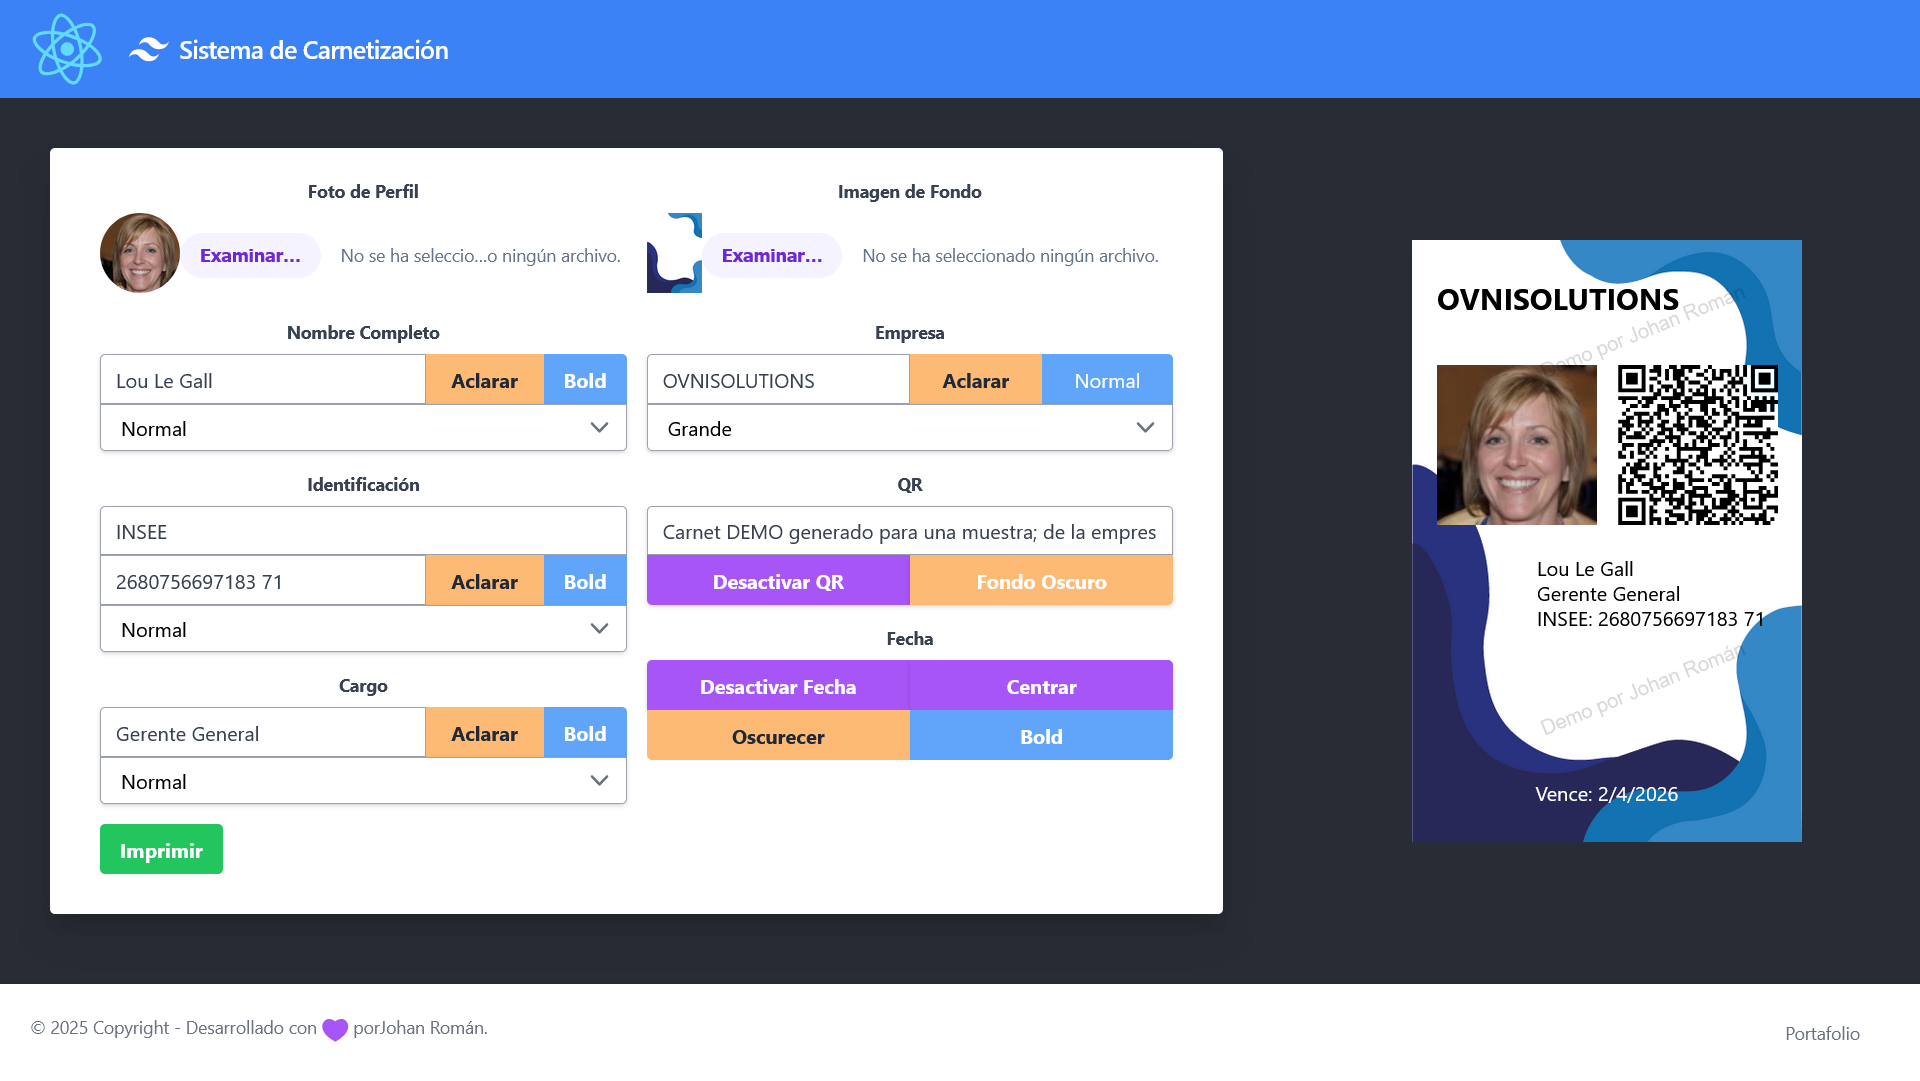 Sistema de Carnetización
Foto de Perfil
Examinar...
No se ha seleccio...o ningún archivo.
Imagen de Fondo
Examinar...
No se ha seleccionado ningún archivo.
Nombre Completo
Lou Le Gall
Aclarar
Bold
Normal
Empresa
OVNISOLUTIONS
Aclarar
Normal
Grande
Identificación
INSEE
2680756697183 71
Aclarar
Bold
Normal
QR
Carnet DEMO generado para una muestra; de la empres
Desactivar QR
Fondo Oscuro
Cargo
Gerente General
Aclarar
Bold
Normal
Fecha
Desactivar Fecha
Centrar
Oscurecer
Bold
Imprimir
OVNISOLUTIONS
Demo por Johan Román
Lou Le Gall
Gerente General
INSEE: 2680756697183 71
Demo por Johan Román
Vence: 2/4/2026
© 2025 Copyright - Desarrollado con porJohan Román.
Portafolio